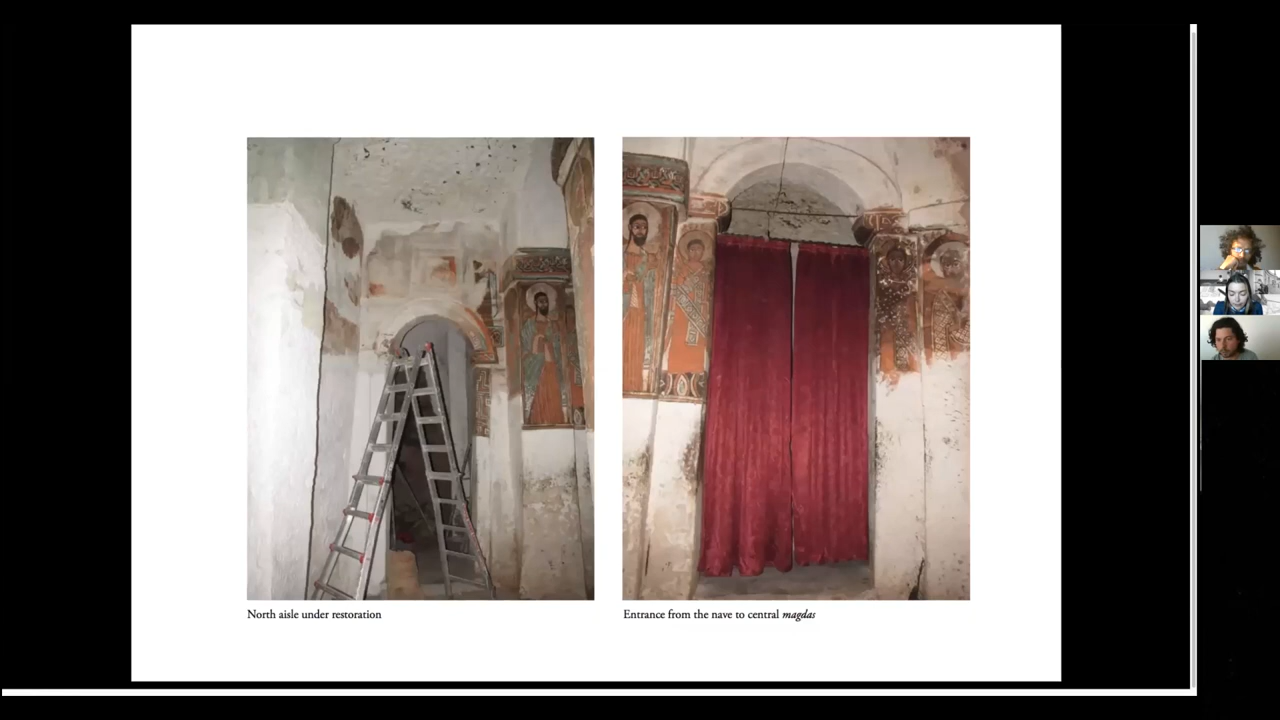 North aisle under restoration
Entrance from the nave to central magdas